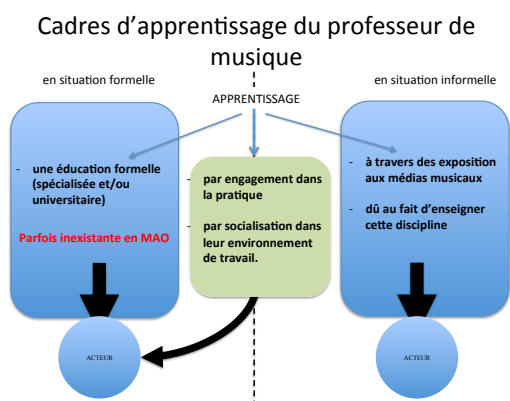 Cadres d'apprentissage du professeur de
musique
en situation formelle
en situation informelle
APPRENTISSAGE
- une éducation formelle
(spécialisée et/ou
universitaire)
Parfois inexistante en MAO
- par engagement dans
la pratique
- par socialisation dans
leur environnement
de travail.
- à travers des exposition
aux médias musicaux
- dû au fait d'enseigner
cette discipline
ACTEUR
ACTEUR